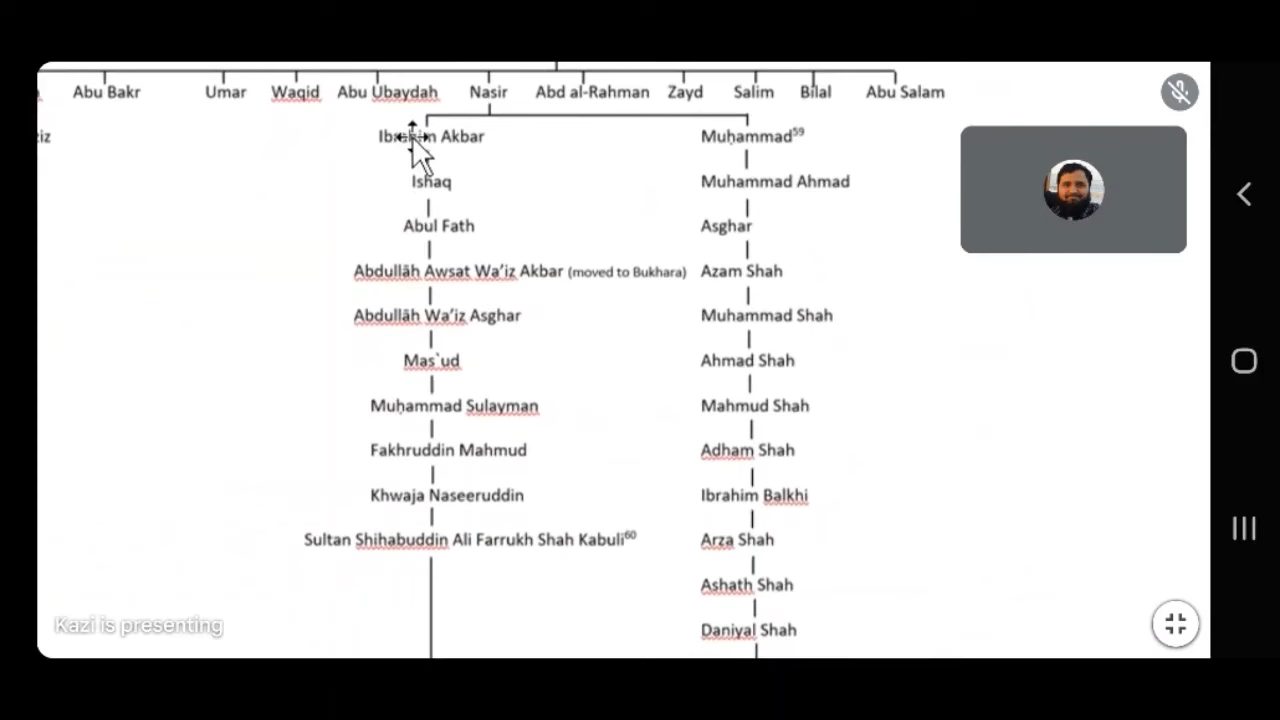 Abu Bakr Umar Waqid Abu Ubaydah Nasir Abd al-Rahman Zayd Salim Bilal Abu Salam
iz Ibrahim Akbar Muḥammad59
Ishaq Muhammad Ahmad
Abul Fath Asghar
Abdullāh Awsat Wa’iz Akbar (moved to Bukhara) Azam Shah
Abdullāh Wa’iz Asghar Muhammad Shah
Mas`ud Ahmad Shah
Muḥammad Sulayman Mahmud Shah
Fakhruddin Mahmud Adham Shah
Khwaja Naseeruddin Ibrahim Balkhi
Sultan Shihabuddin Ali Farrukh Shah Kabuli60 Arza Shah
Ashath Shah
Kazi is presenting Daniyal Shah